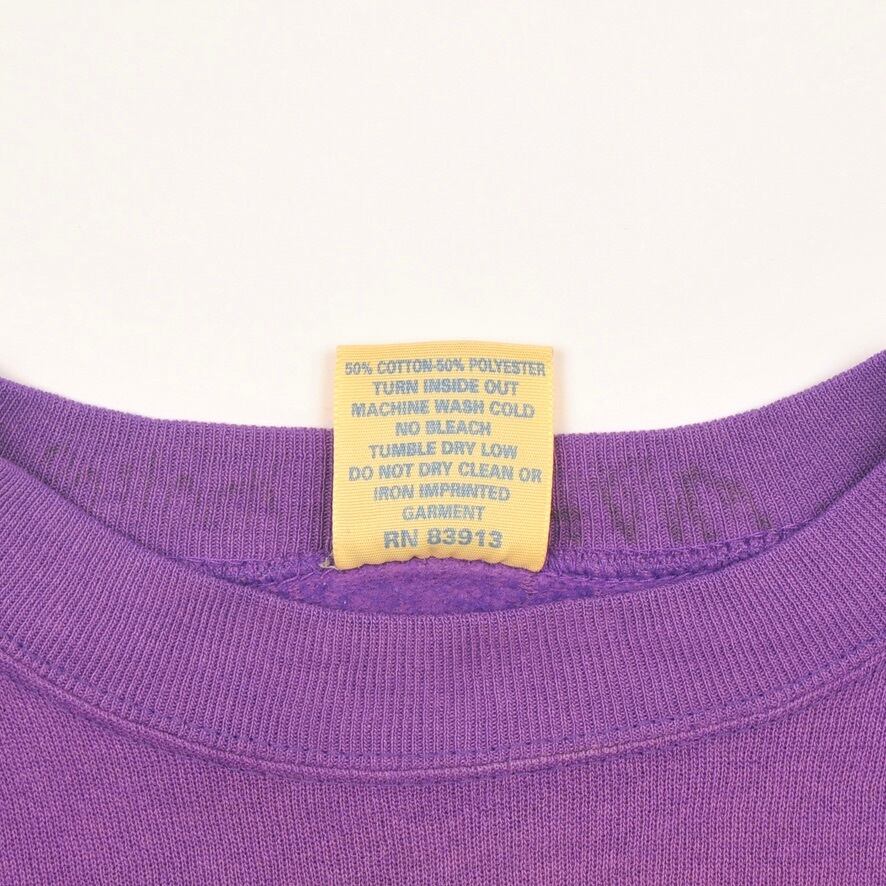 50% COTTON-50% POLYESTER
TURN INSIDE OUT
MACHINE WASH COLD
NO BLEACH
TUMBLE DRY LOW
DO NOT DRY CLEAN OR
IRON IMPRINTED
GARMENT
RN 83913